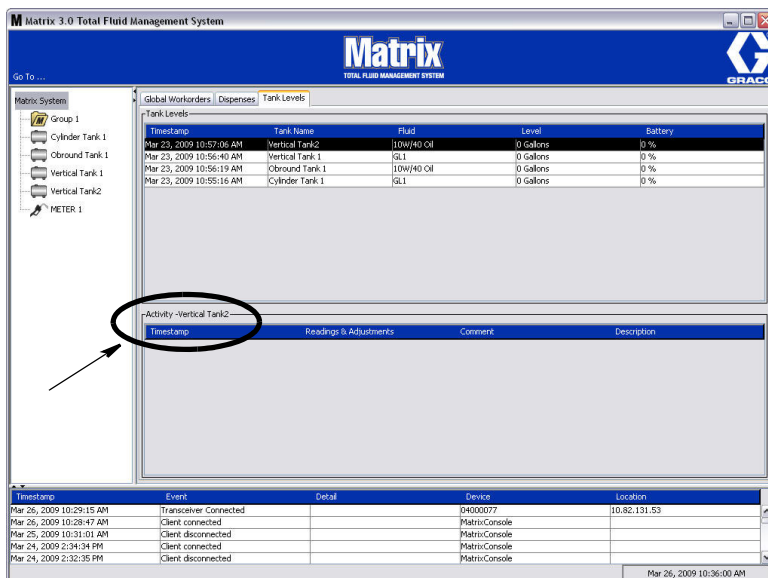 Matrix 3.0 Total Fluid Management System
Matrix
TOTAL FLUID MANAGEMENT SYSTEM
Go To ...
GRACO
Matrix System
Group 1
Cylinder Tank 1
Obround Tank 1
Vertical Tank 1
Vertical Tank2
METER 1
Global Workorders Dispenses Tank Levels
Tank Levels
Timestamp Tank Name Fluid Level Battery
Mar 23, 2009 10:57:06 AM Vertical Tank2 10W/40 Oil 0 Gallons 0 %
Mar 23, 2009 10:56:40 AM Vertical Tank 1 GL1 0 Gallons 0 %
Mar 23, 2009 10:56:19 AM Obround Tank 1 10W/40 Oil 0 Gallons 0 %
Mar 23, 2009 10:55:16 AM Cylinder Tank 1 GL1 0 Gallons 0 %
Activity -Vertical Tank2
Timestamp Readings & Adjustments Comment Description
Timestamp Event Detail Device Location
Mar 26, 2009 10:29:15 AM Transceiver Connected 04000077 10.82.131.53
Mar 26, 2009 10:28:47 AM Client connected MatrixConsole
Mar 25, 2009 10:31:01 AM Client disconnected MatrixConsole
Mar 24, 2009 2:34:34 PM Client connected MatrixConsole
Mar 24, 2009 2:32:35 PM Client disconnected MatrixConsole
Mar 26, 2009 10:36:00 AM